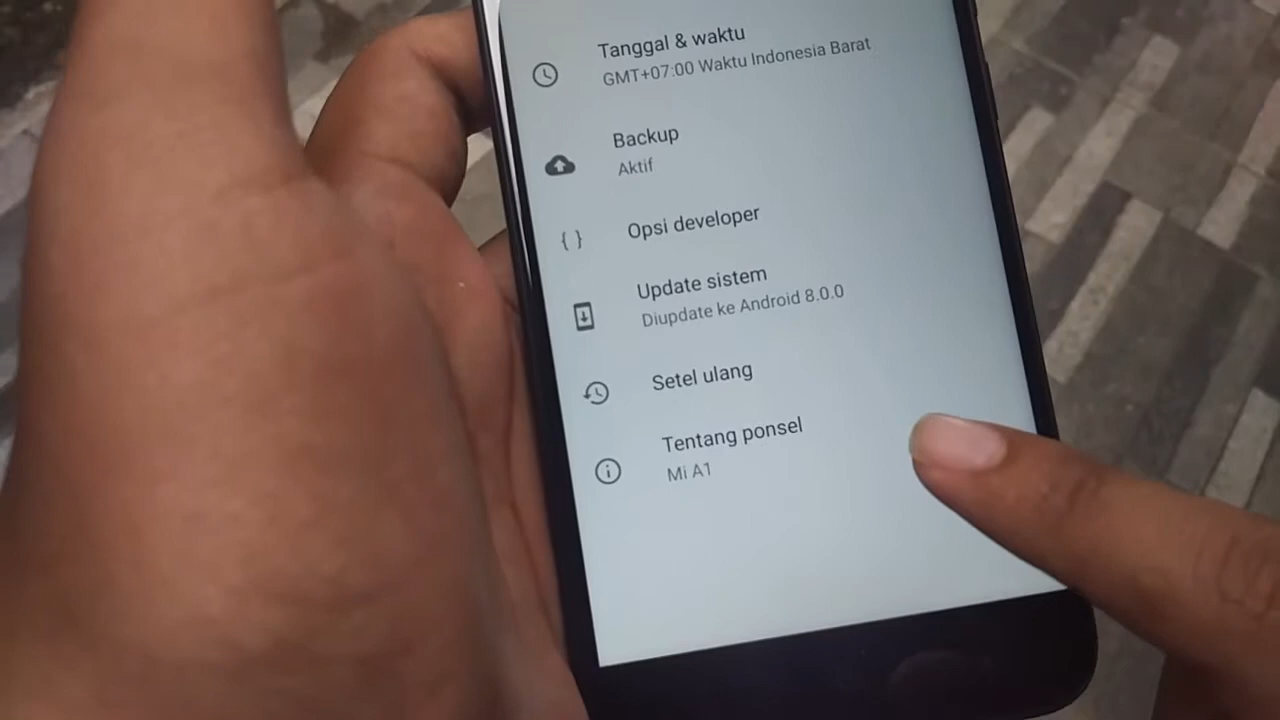 Tanggal & waktu
GMT+07:00 Waktu Indonesia Barat
Backup
Aktif
{ } Opsi developer
Update sistem
Diupdate ke Android 8.0.0
Setel ulang
Tentang ponsel
Mi A1